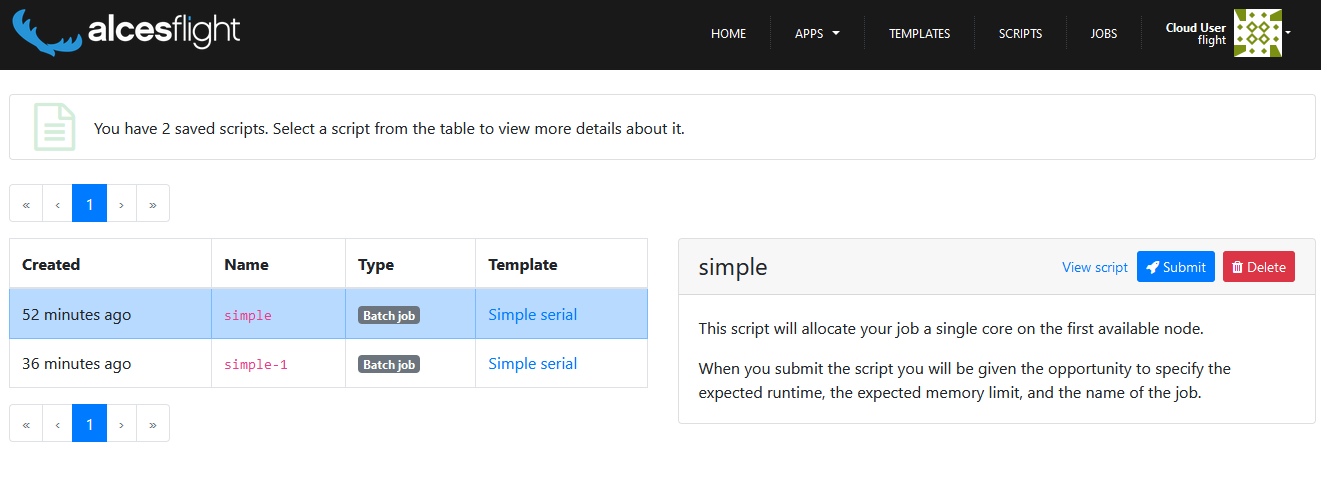 alcesflight
HOME
APPS
TEMPLATES
SCRIPTS
JOBS
Cloud User
flight
You have 2 saved scripts. Select a script from the table to view more details about it.
« ‹ 1 › »
Created Name Type Template
52 minutes ago simple Batch job Simple serial
36 minutes ago simple-1 Batch job Simple serial
« ‹ 1 › »
simple View script Submit Delete
This script will allocate your job a single core on the first available node.
When you submit the script you will be given the opportunity to specify the
expected runtime, the expected memory limit, and the name of the job.